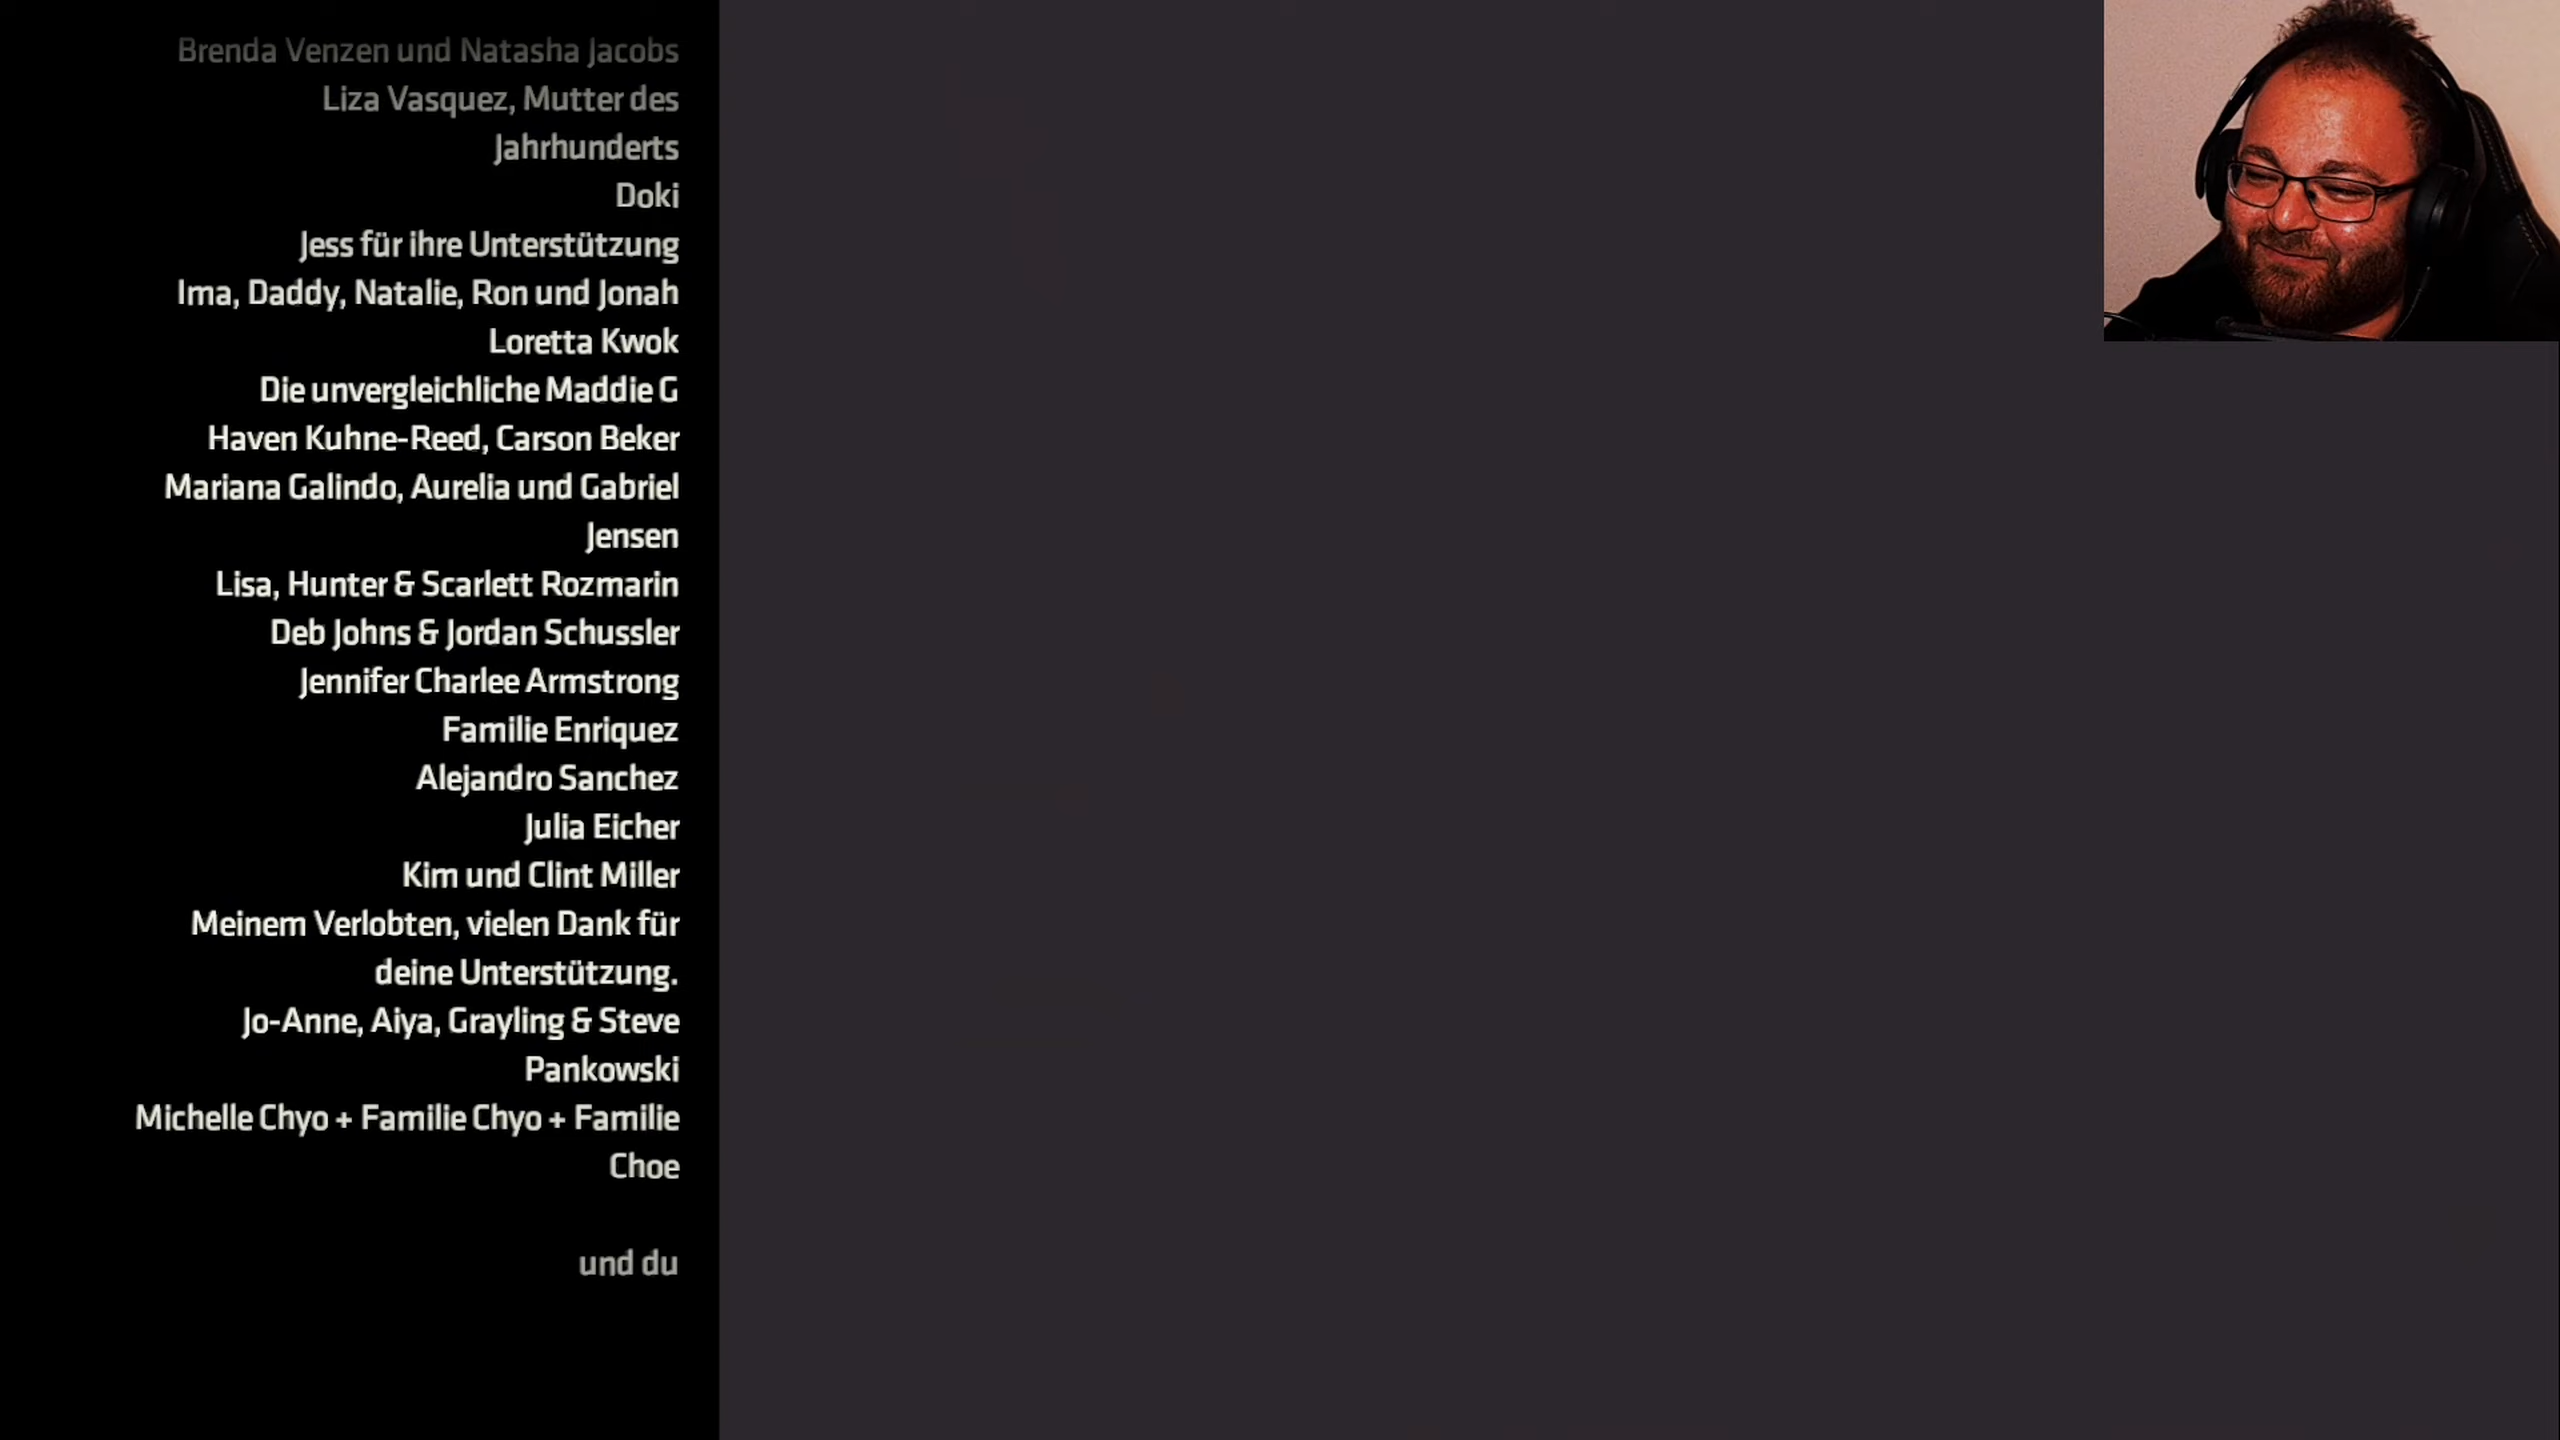 Brenda Venzen und Natasha Jacobs
Liza Vasquez, Mutter des
Jahrhunderts
Doki
Jess für ihre Unterstützung
Ima, Daddy, Natalie, Ron und Jonah
Loretta Kwok
Die unvergleichliche Maddie G
Haven Kuhne-Reed, Carson Beker
Mariana Galindo, Aurelia und Gabriel
Jensen
Lisa, Hunter & Scarlett Rozmarin
Deb Johns & Jordan Schussler
Jennifer Charlee Armstrong
Familie Enriquez
Alejandro Sanchez
Julia Eicher
Kim und Clint Miller
Meinem Verlobten, vielen Dank für
deine Unterstützung.
Jo-Anne, Aiya, Grayling & Steve
Pankowski
Michelle Chyo + Familie Chyo + Familie
Choe
und du